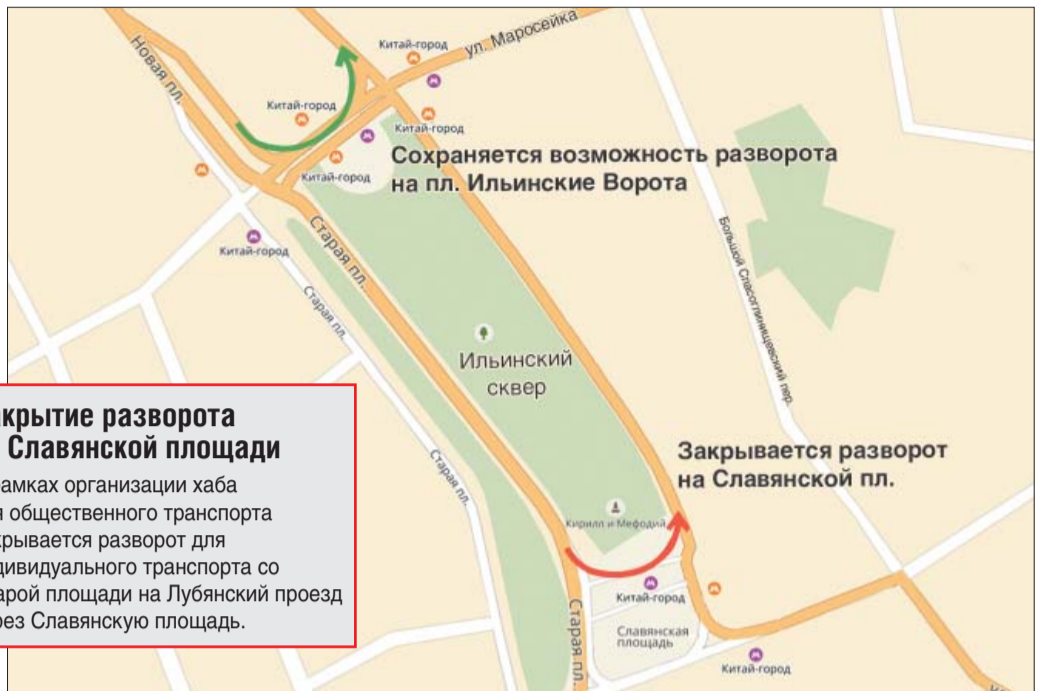 Китай-город
ул. Маросейка
Новая пл.
Китай-город
Китай-город
Сохраняется возможность разворота
на пл. Ильинские Ворота
Китай-город
Старая пл.
Китай-город
Большой Спасоглинищевский пер.
Старая пл.
Ильинский
сквер
крытие разворота
Славянской площади
амках организации хаба
я общественного транспорта
крывается разворот для
дивидуального транспорта со
арой площади на Лубянский проезд
рез Славянскую площадь.
Старая пл.
Закрывается разворот
на Славянской пл.
Кирилл и Мефодий
Китай-город
Старая пл.
Славянская
площадь
Китай-город